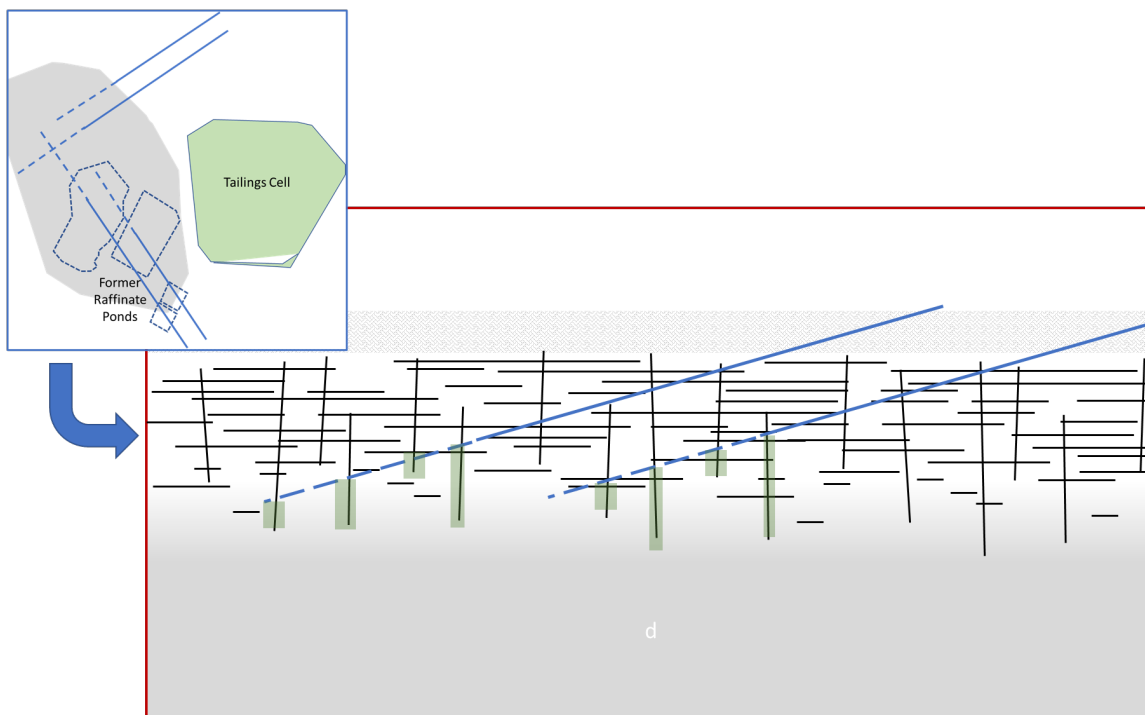 Tailings Cell
Former
Raffinate
Ponds
d